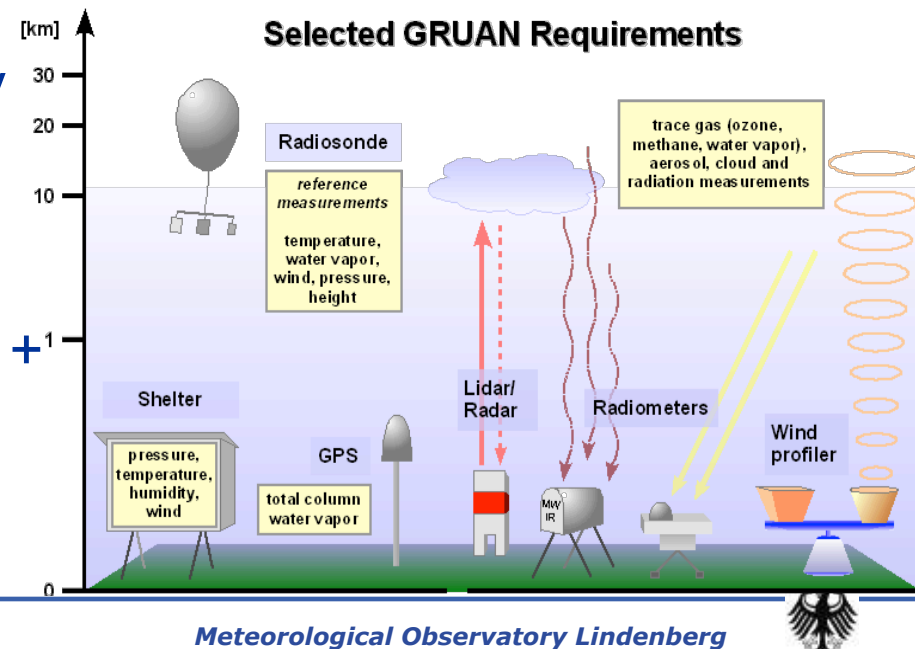 [km]
Selected GRUAN Requirements
30
20
10
1
0
+
Radiosonde
reference
measurements
temperature,
water vapor,
wind, pressure,
height
trace gas (ozone,
methane, water vapor),
aerosol, cloud and
radiation measurements
Shelter
pressure,
temperature,
humidity,
wind
GPS
total column
water vapor
Lidar/
Radar
Radiometers
MW/
IR
Wind
profiler
Meteorological Observatory Lindenberg